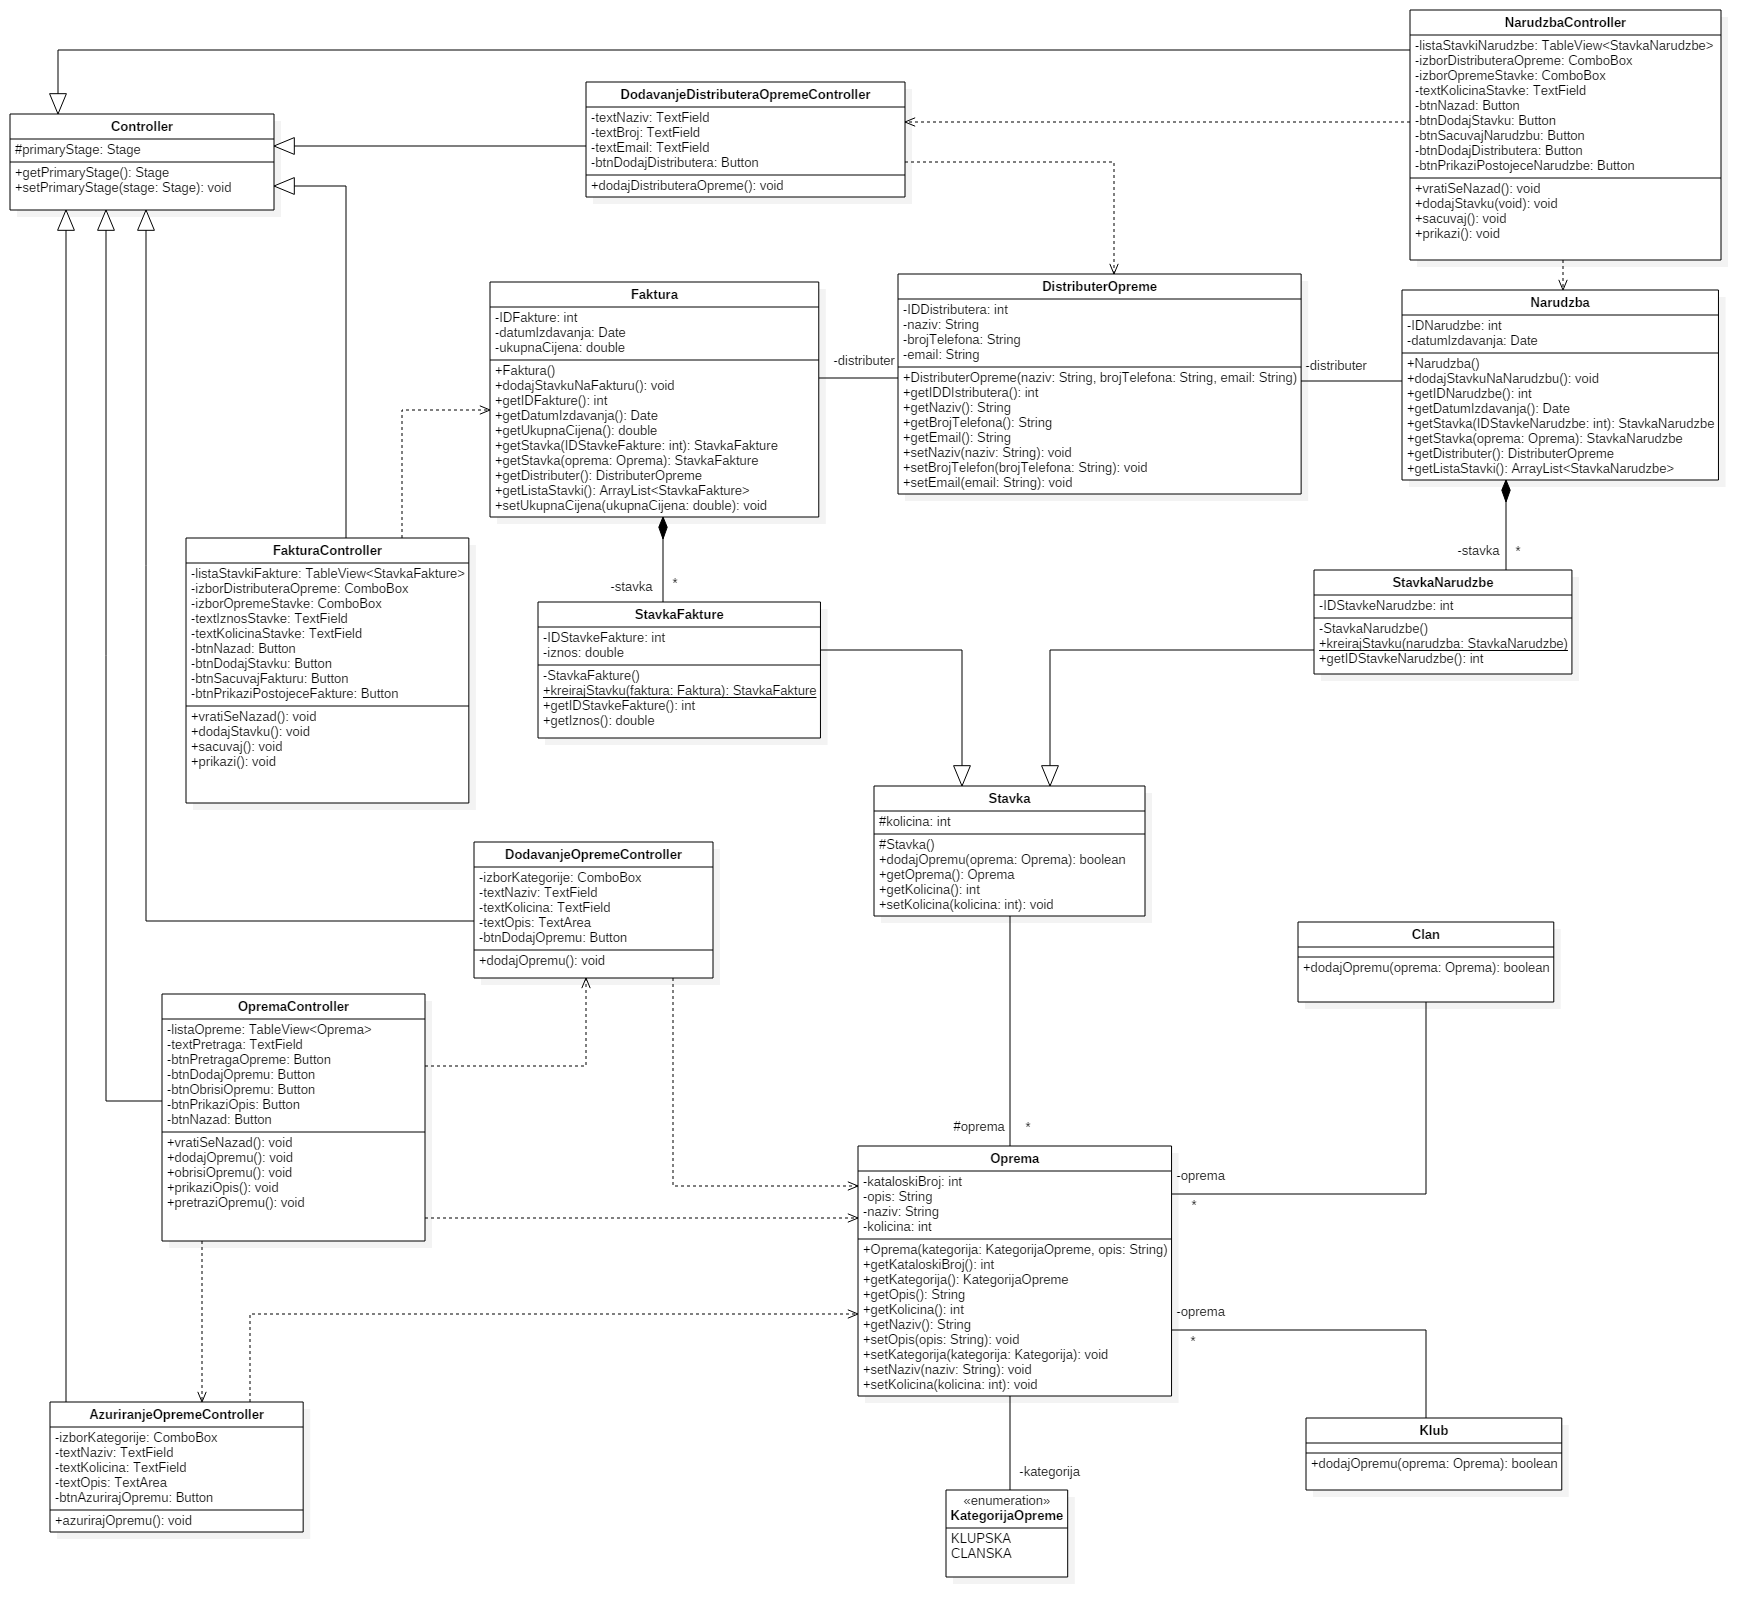 NarudzbaController
-listaStavkiNarudzbe: TableView<StavkaNarudzbe>
-izborDistributeraOpreme: ComboBox
-izborOpremeStavke: ComboBox
-textKolicinaStavke: TextField
-btnNazad: Button
-btnDodajStavku: Button
-btnSacuvajNarudzbu: Button
-btnDodajDistributera: Button
-btnPrikaziPostojeceNarudzbe: Button
+vratiSeNazad(): void
+dodajStavku(void): void
+sacuvaj(): void
+prikazi(): void
DodavanjeDistributeraOpremeController
-textNaziv: TextField
-textBroj: TextField
-textEmail: TextField
-btnDodajDistributera: Button
+dodajDistributeraOpreme(): void
Controller
#primaryStage: Stage
+getPrimaryStage(): Stage
+setPrimaryStage(stage: Stage): void
Faktura
-IDFakture: int
-datumIzdavanja: Date
-ukupnaCijena: double
+Faktura()
+dodajStavkuNaFakturu(): void
+getIDFakture(): int
+getDatumIzdavanja(): Date
+getUkupnaCijena(): double
+getStavka(IDStavkeFakture: int): StavkaFakture
+getStavka(oprema: Oprema): StavkaFakture
+getDistributer(): DistributerOpreme
+getListaStavki(): ArrayList<StavkaFakture>
+setUkupnaCijena(ukupnaCijena: double): void
-distributer
DistributerOpreme
-IDDistributera: int
-naziv: String
-brojTelefona: String
-email: String
+DistributerOpreme(naziv: String, brojTelefona: String, email: String)
+getIDDIstributera(): int
+getNaziv(): String
+getBrojTelefona(): String
+getEmail(): String
+setNaziv(naziv: String): void
+setBrojTelefon(brojTelefona: String): void
+setEmail(email: String): void
-distributer
Narudzba
-IDNarudzbe: int
-datumIzdavanja: Date
+Narudzba()
+dodajStavkuNaNarudzbu(): void
+getIDNarudzbe(): int
+getDatumIzdavanja(): Date
+getStavka(IDStavkeNarudzbe: int): StavkaNarudzbe
+getStavka(oprema: Oprema): StavkaNarudzbe
+getDistributer(): DistributerOpreme
+getListaStavki(): ArrayList<StavkaNarudzbe>
FakturaController
-listaStavkiFakture: TableView<StavkaFakture>
-izborDistributeraOpreme: ComboBox
-izborOpremeStavke: ComboBox
-textIznosStavke: TextField
-textKolicinaStavke: TextField
-btnNazad: Button
-btnDodajStavku: Button
-btnSacuvajFakturu: Button
-btnPrikaziPostojeceFakture: Button
+vratiSeNazad(): void
+dodajStavku(): void
+sacuvaj(): void
+prikazi(): void
-stavka *
StavkaFakture
-IDStavkeFakture: int
-iznos: double
-StavkaFakture()
+kreirajStavku(faktura: Faktura): StavkaFakture
+getIDStavkeFakture(): int
+getIznos(): double
-stavka *
StavkaNarudzbe
-IDStavkeNarudzbe: int
-StavkaNarudzbe()
+kreirajStavku(narudzba: StavkaNarudzbe)
+getIDStavkeNarudzbe(): int
Stavka
#kolicina: int
#Stavka()
+dodajOpremu(oprema: Oprema): boolean
+getOprema(): Oprema
+getKolicina(): int
+setKolicina(kolicina: int): void
DodavanjeOpremeController
-izborKategorije: ComboBox
-textNaziv: TextField
-textKolicina: TextField
-textOpis: TextArea
-btnDodajOpremu: Button
+dodajOpremu(): void
Clan
+dodajOpremu(oprema: Oprema): boolean
OpremaController
-listaOpreme: TableView<Oprema>
-textPretraga: TextField
-btnPretragaOpreme: Button
-btnDodajOpremu: Button
-btnObrisiOpremu: Button
-btnPrikaziOpis: Button
-btnNazad: Button
+vratiSeNazad(): void
+dodajOpremu(): void
+obrisiOpremu(): void
+prikaziOpis(): void
+pretraziOpremu(): void
#oprema *
Oprema
-kataloskiBroj: int
-opis: String
-naziv: String
-kolicina: int
+Oprema(kategorija: KategorijaOpreme, opis: String)
+getKataloskiBroj(): int
+getKategorija(): KategorijaOpreme
+getOpis(): String
+getKolicina(): int
+getNaziv(): String
+setOpis(opis: String): void
+setKategorija(kategorija: Kategorija): void
+setNaziv(naziv: String): void
+setKolicina(kolicina: int): void
-oprema
*
-oprema
*
AzuriranjeOpremeController
-izborKategorije: ComboBox
-textNaziv: TextField
-textKolicina: TextField
-textOpis: TextArea
-btnAzurirajOpremu: Button
+azurirajOpremu(): void
Klub
+dodajOpremu(oprema: Oprema): boolean
-kategorija
«enumeration»
KategorijaOpreme
KLUPSKA
CLANSKA